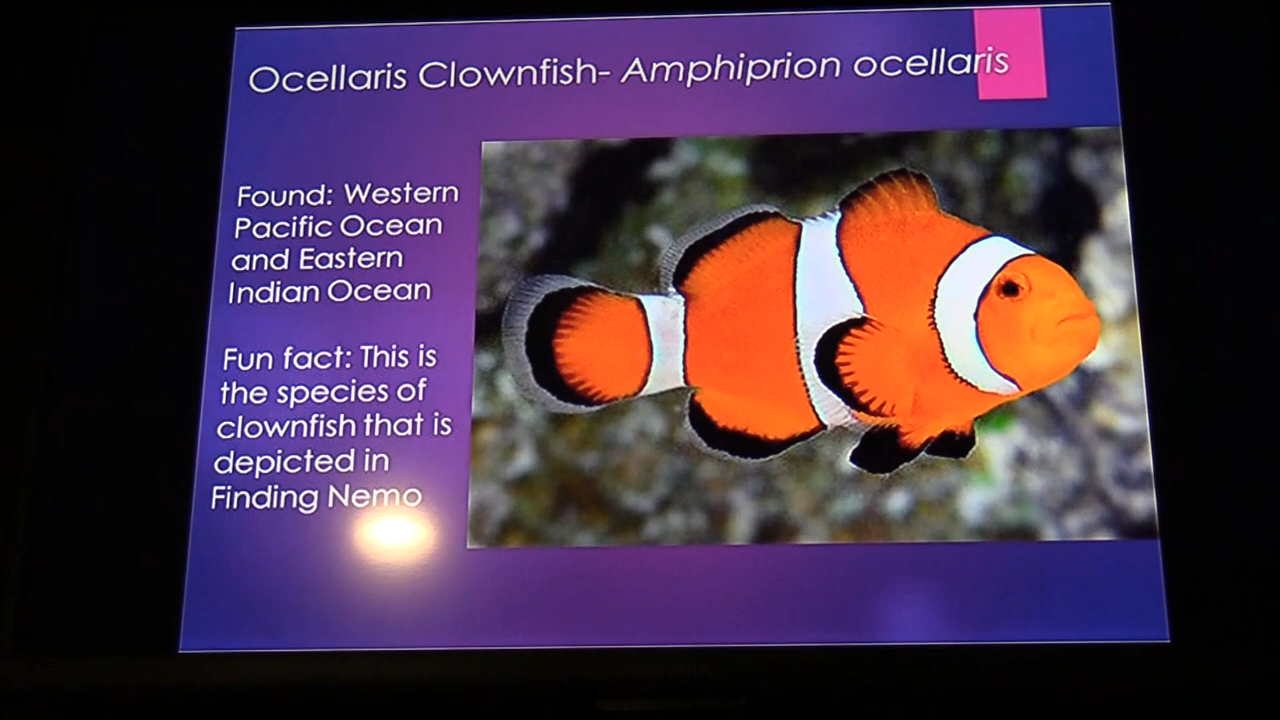 Ocellaris Clownfish- Amphiprion ocellaris
Found: Western
Pacific Ocean
and Eastern
Indian Ocean
Fun fact: This is
the species of
clownfish that is
depicted in
Finding Nemo